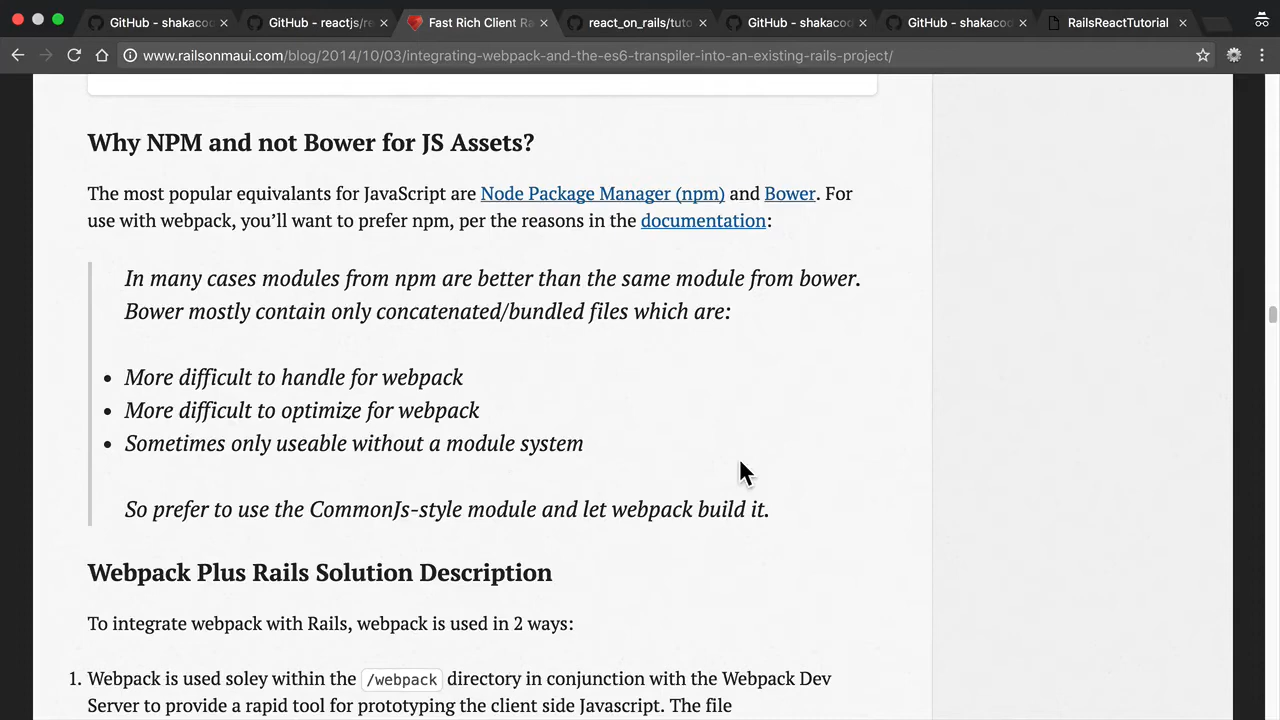 GitHub - shakacoo
GitHub - reactjs/re
Fast Rich Client Ra
react_on_rails/tuto
GitHub - shakacoo
GitHub - shakacoo
RailsReactTutorial
www.railsonmaui.com/blog/2014/10/03/integrating-webpack-and-the-es6-transpiler-into-an-existing-rails-project/
Why NPM and not Bower for JS Assets?
The most popular equivalants for JavaScript are Node Package Manager (npm) and Bower. For
use with webpack, you’ll want to prefer npm, per the reasons in the documentation:
In many cases modules from npm are better than the same module from bower.
Bower mostly contain only concatenated/bundled files which are:
• More difficult to handle for webpack
• More difficult to optimize for webpack
• Sometimes only useable without a module system
So prefer to use the CommonJs-style module and let webpack build it.
Webpack Plus Rails Solution Description
To integrate webpack with Rails, webpack is used in 2 ways:
1. Webpack is used soley within the /webpack directory in conjunction with the Webpack Dev
Server to provide a rapid tool for prototyping the client side Javascript. The file